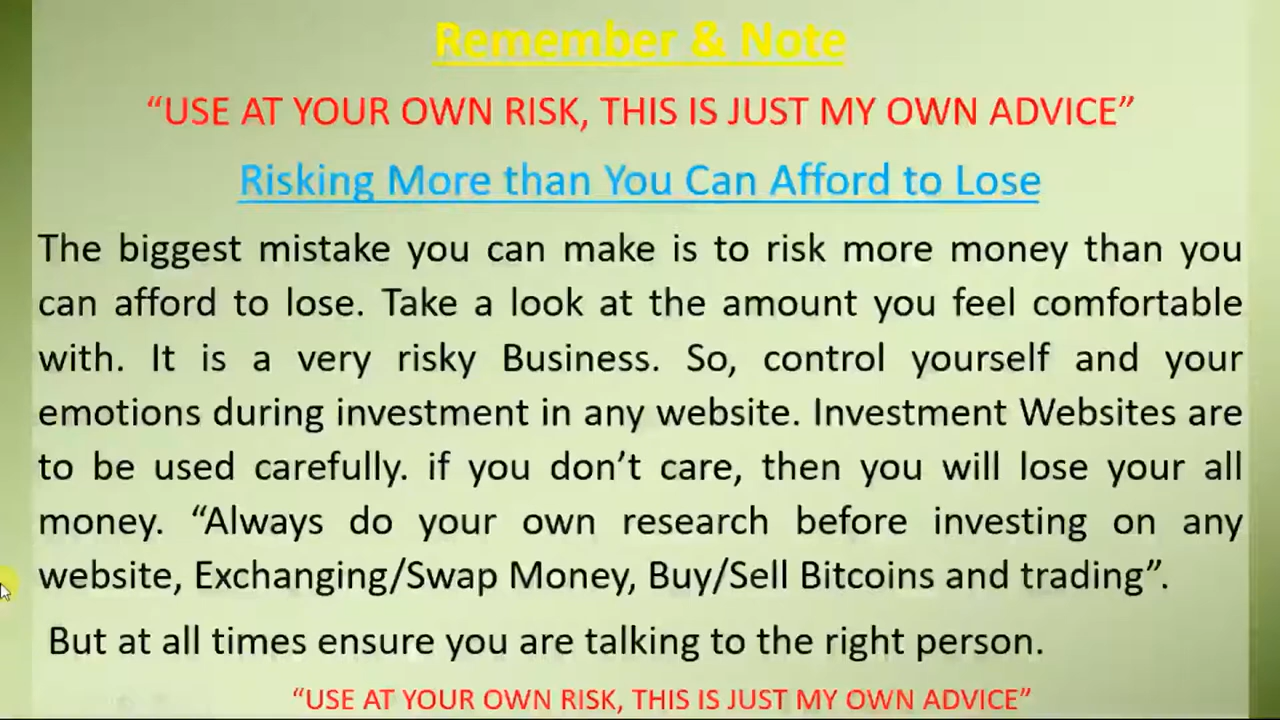 Remember & Note
“USE AT YOUR OWN RISK, THIS IS JUST MY OWN ADVICE”
Risking More than You Can Afford to Lose
The biggest mistake you can make is to risk more money than you
can afford to lose. Take a look at the amount you feel comfortable
with. It is a very risky Business. So, control yourself and your
emotions during investment in any website. Investment Websites are
to be used carefully. if you don’t care, then you will lose your all
money. “Always do your own research before investing on any
website, Exchanging/Swap Money, Buy/Sell Bitcoins and trading”.
But at all times ensure you are talking to the right person.
“USE AT YOUR OWN RISK, THIS IS JUST MY OWN ADVICE”